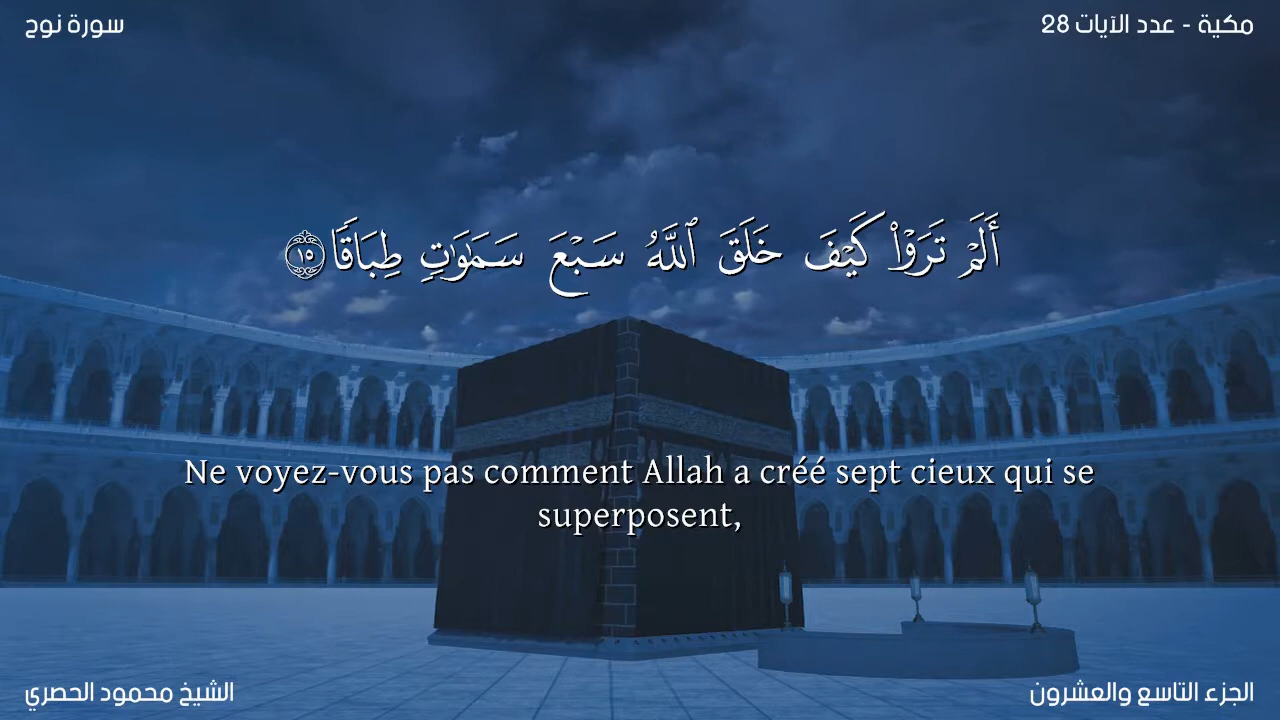 سورة نوح
مكية - عدد الآيات 28
أَلَمْ تَرَوْا۟ كَيْفَ خَلَقَ ٱللَّهُ سَبْعَ سَمَـٰوَٰتٍ طِبَاقًا ١٥
Ne voyez-vous pas comment Allah a créé sept cieux qui se
superposent,
الشيخ محمود الحصري
الجزء التاسع والعشرون